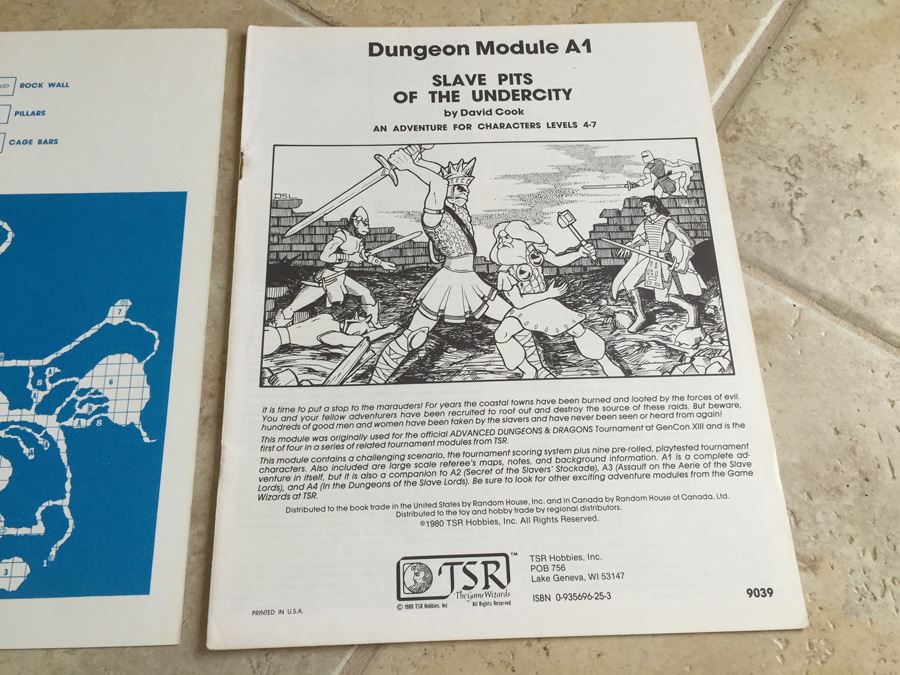 ROCK WALL
PILLARS
CAGE BARS
7
S
8
S
3
1
Dungeon Module A1
SLAVE PITS
OF THE UNDERCITY
by David Cook
AN ADVENTURE FOR CHARACTERS LEVELS 4-7
DSL
It is time to put a stop to the marauders! For years the coastal towns have been burned and looted by the forces of evil.
You and your fellow adventurers have been recruited to root out and destroy the source of these raids. But beware,
hundreds of good men and women have been taken by the slavers and have never been seen or heard from again!
This module was originally used for the official ADVANCED DUNGEONS & DRAGONS Tournament at GenCon XIII and is the
first of four in a series of related tournament modules from TSR.
This module contains a challenging scenario, the tournament scoring system plus nine pre-rolled, playtested tournament
characters. Also included are large scale referee's maps, notes, and background information. A1 is a complete ad-
venture in itself, but it is also a companion to A2 (Secret of the Slavers' Stockade), A3 (Assault on the Aerie of the Slave
Lords), and A4 (In the Dungeons of the Slave Lords). Be sure to look for other exciting adventure modules from the Game
Wizards at TSR.
Distributed to the book trade in the United States by Random House, Inc. and in Canada by Random House of Canada, Ltd.
Distributed to the toy and hobby trade by regional distributors.
©1980 TSR Hobbies, Inc. All Rights Reserved.
TSR™
The Game Wizards
© 1980 TSR Hobbies, Inc. All Rights Reserved
TSR Hobbies, Inc.
POB 756
Lake Geneva, WI 53147
ISBN 0-935696-25-3
PRINTED IN U.S.A.
9039